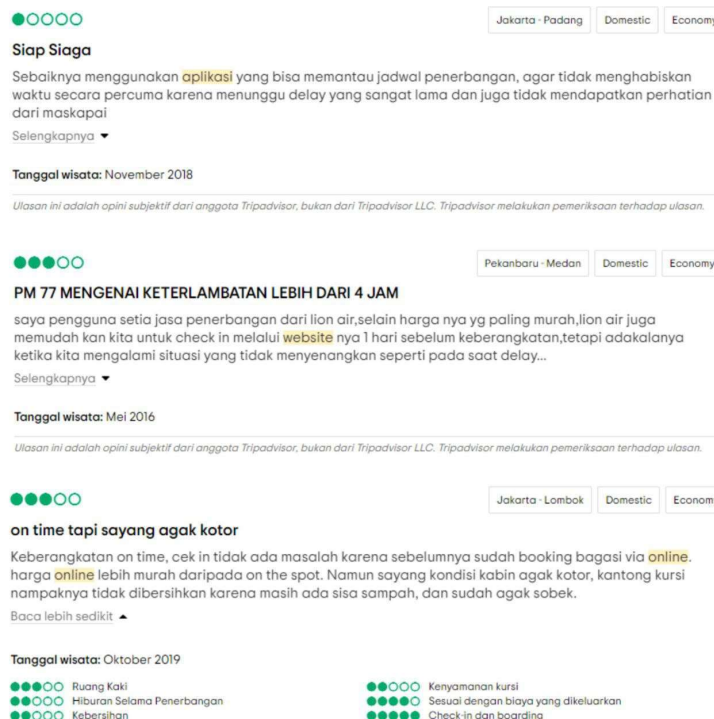 Jakarta - Padang Domestic Economy
Siap Siaga
Sebaiknya menggunakan aplikasi yang bisa memantau jadwal penerbangan, agar tidak menghabiskan
waktu secara percuma karena menunggu delay yang sangat lama dan juga tidak mendapatkan perhatian
dari maskapai
Selengkapnya
Tanggal wisata: November 2018
Ulasan ini adalah opini subjektif dari anggota Tripadvisor, bukan dari Tripadvisor LLC. Tripadvisor melakukan pemeriksaan terhadap ulasan.
Pekanbaru - Medan Domestic Economy
PM 77 MENGENAI KETERLAMBATAN LEBIH DARI 4 JAM
saya pengguna setia jasa penerbangan dari lion air,selain harga nya yg paling murah,lion air juga
memudah kan kita untuk check in melalui website nya 1 hari sebelum keberangkatan,tetapi adakalanya
ketika kita mengalami situasi yang tidak menyenangkan seperti pada saat delay...
Selengkapnya
Tanggal wisata: Mei 2016
Ulasan ini adalah opini subjektif dari anggota Tripadvisor, bukan dari Tripadvisor LLC. Tripadvisor melakukan pemeriksaan terhadap ulasan.
Jakarta - Lombok Domestic Econom
on time tapi sayang agak kotor
Keberangkatan on time, cek in tidak ada masalah karena sebelumnya sudah booking bagasi via online.
harga online lebih murah daripada on the spot. Namun sayang kondisi kabin agak kotor, kantong kursi
nampaknya tidak dibersihkan karena masih ada sisa sampah, dan sudah agak sobek.
Baca lebih sedikit
Tanggal wisata: Oktober 2019
Ruang Kaki Kenyamanan kursi
Hiburan Selama Penerbangan Sesuai dengan biaya yang dikeluarkan
Kebersihan Check-in dan boarding